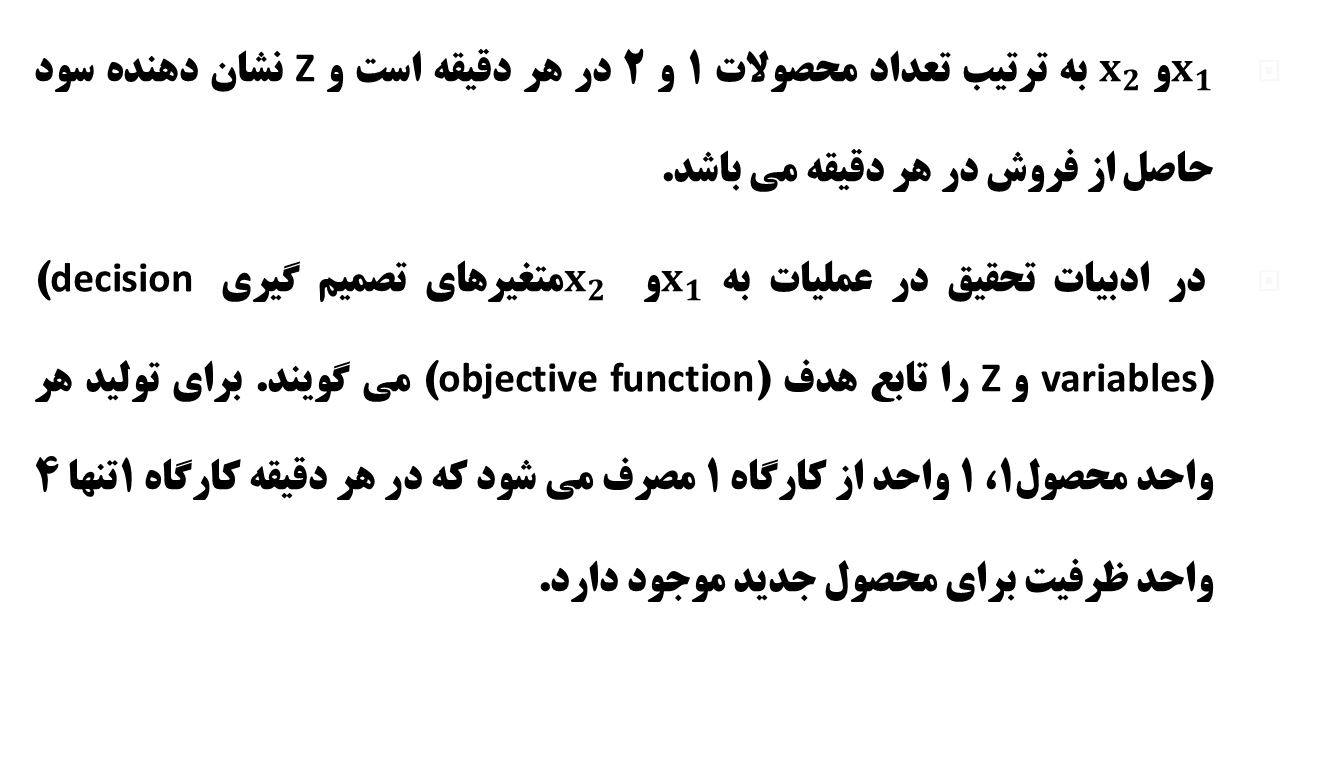 x₁و x₂ به ترتیب تعداد محصولات ۱ و ۲ در هر دقیقه است و Z نشان دهنده سود
حاصل از فروش در هر دقیقه می باشد.
در ادبیات تحقیق در عملیات به x₁و x₂متغیرهای تصمیم گیری (decision
variables) و Z را تابع هدف (objective function) می گویند. برای تولید هر
واحد محصول۱، ۱ واحد از کارگاه ۱ مصرف می شود که در هر دقیقه کارگاه ۱تنها ۴
واحد ظرفیت برای محصول جدید موجود دارد.